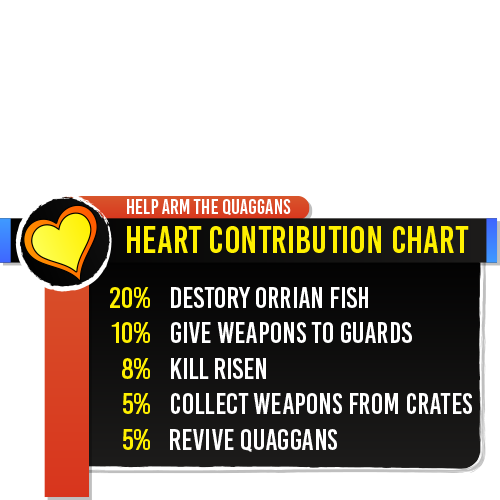 HELP ARM THE QUAGGANS
HEART CONTRIBUTION CHART
20% DESTORY ORRIAN FISH
10% GIVE WEAPONS TO GUARDS
8% KILL RISEN
5% COLLECT WEAPONS FROM CRATES
5% REVIVE QUAGGANS